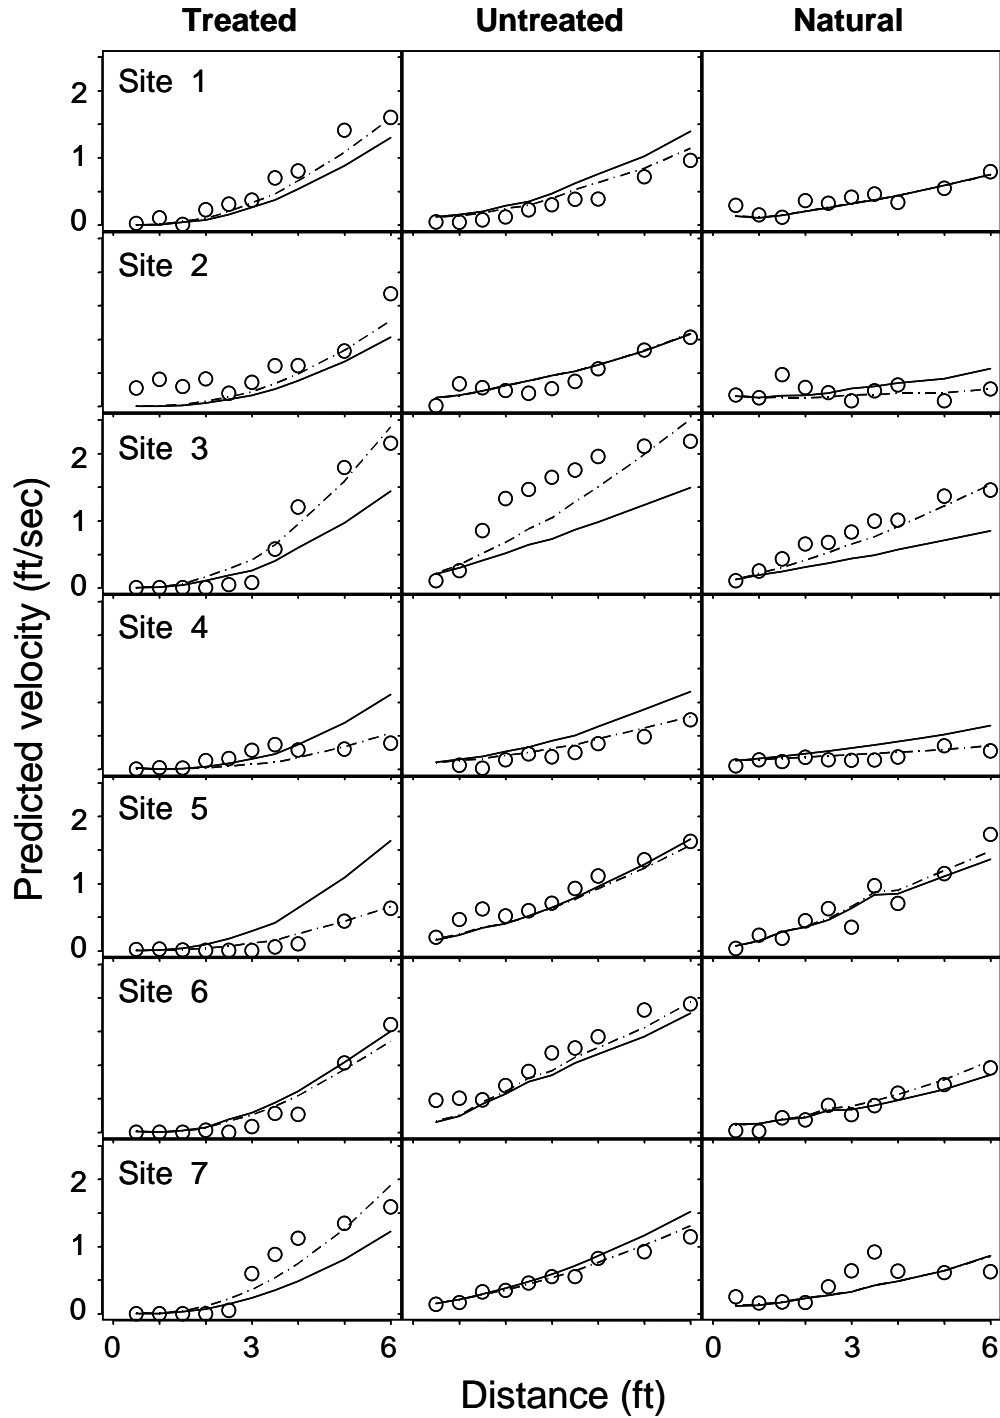 Treated Untreated Natural
Site 1
2
1
0
Site 2
Site 3
2
1
0
Site 4
Site 5
2
1
0
Site 6
Site 7
2
1
0
0 3 6 0 3 6
Distance (ft)
Predicted velocity (ft/sec)